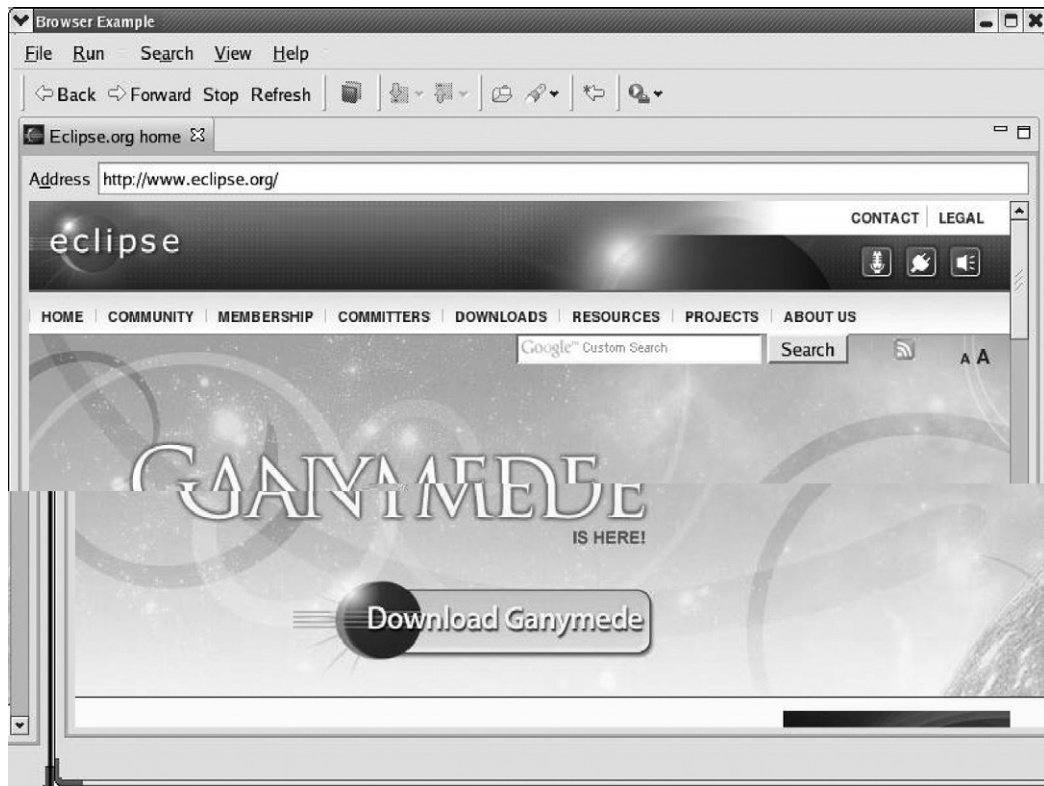 Browser Example
File Run Search View Help
Back Forward Stop Refresh
Eclipse.org home
Address http://www.eclipse.org/
CONTACT LEGAL
eclipse
HOME COMMUNITY MEMBERSHIP COMMITTERS DOWNLOADS RESOURCES PROJECTS ABOUT US
Google™ Custom Search Search A A
GANYMEDE
IS HERE!
Download Ganymede